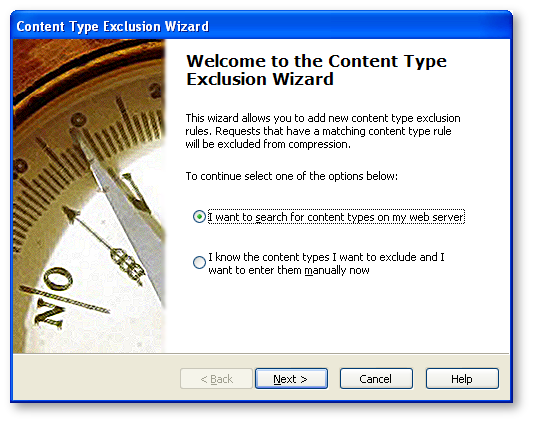 Content Type Exclusion Wizard
Welcome to the Content Type
Exclusion Wizard
This wizard allows you to add new content type exclusion
rules. Requests that have a matching content type rule
will be excluded from compression.
To continue select one of the options below:
I want to search for content types on my web server
I know the content types I want to exclude and I
want to enter them manually now
N/O
< Back
Next >
Cancel
Help